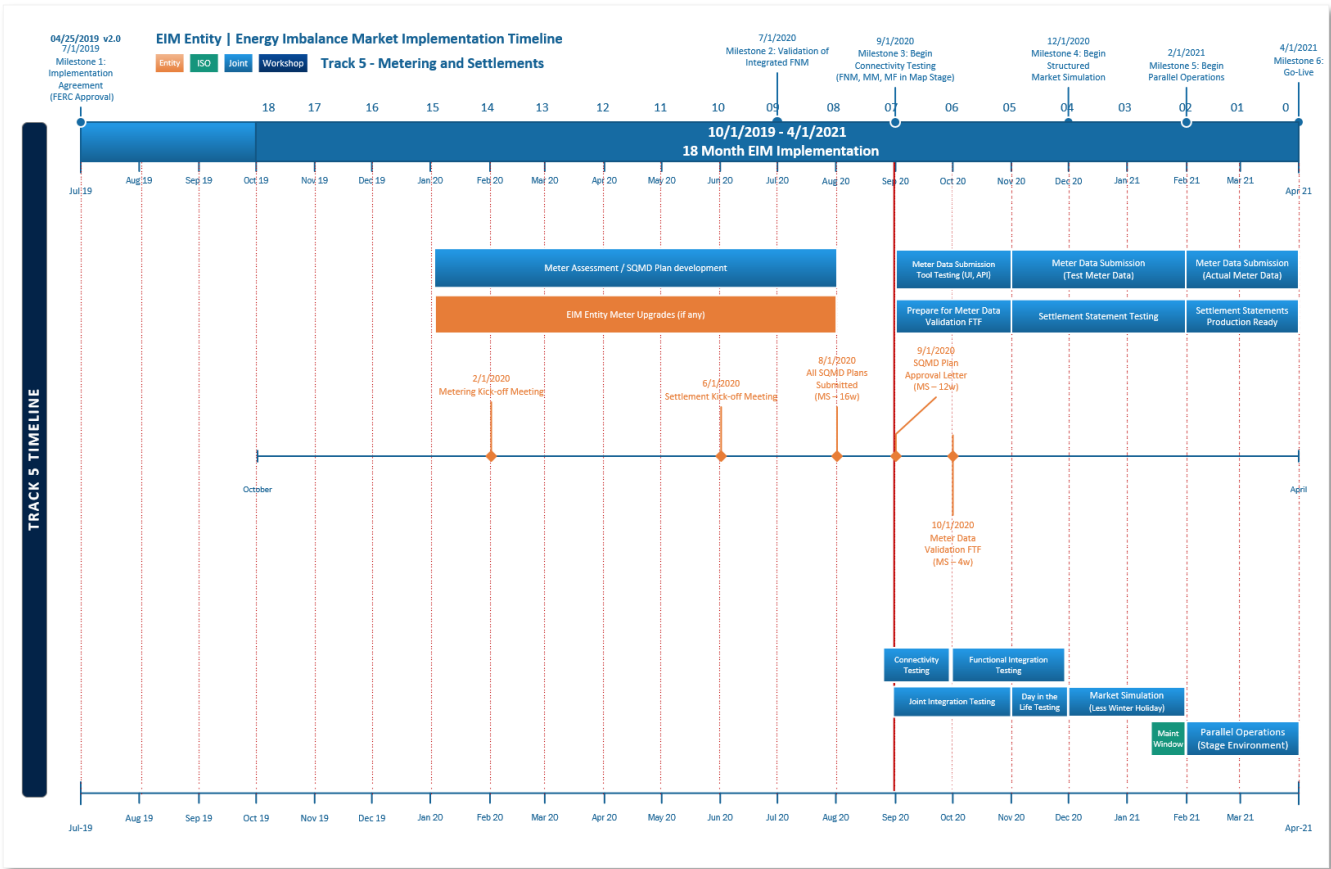 04/25/2019 v2.0
7/1/2019
Milestone 1:
Implementation
Agreement
(FERC Approval)
EIM Entity | Energy Imbalance Market Implementation Timeline
Entity ISO Joint Workshop Track 5 - Metering and Settlements
7/1/2020
Milestone 2: Validation of
Integrated FNM
9/1/2020
Milestone 3: Begin
Connectivity Testing
(FNM, MM, MF in Map Stage)
12/1/2020
Milestone 4: Begin
Structured
Market Simulation
2/1/2021
Milestone 5: Begin
Parallel Operations
4/1/2021
Milestone 6:
Go-Live
18 17 16 15 14 13 12 11 10 09 08 07 06 05 04 03 02 01 0
10/1/2019 - 4/1/2021
18 Month EIM Implementation
Jul 19 Aug 19 Sep 19 Oct 19 Nov 19 Dec 19 Jan 20 Feb 20 Mar 20 Apr 20 May 20 Jun 20 Jul 20 Aug 20 Sep 20 Oct 20 Nov 20 Dec 20 Jan 21 Feb 21 Mar 21 Apr 21
TRACK 5 TIMELINE
Meter Assessment / SQMD Plan development
Meter Data Submission
Tool Testing (UI, API)
Meter Data Submission
(Test Meter Data)
Meter Data Submission
(Actual Meter Data)
EIM Entity Meter Upgrades (if any)
Prepare for Meter Data
Validation FTF
Settlement Statement Testing
Settlement Statements
Production Ready
2/1/2020
Metering Kick-off Meeting
6/1/2020
Settlement Kick-off Meeting
8/1/2020
All SQMD Plans
Submitted
(MS – 16w)
9/1/2020
SQMD Plan
Approval Letter
(MS – 12w)
October
April
10/1/2020
Meter Data
Validation FTF
(MS – 4w)
Connectivity
Testing
Functional Integration
Testing
Joint Integration Testing
Day in the
Life Testing
Market Simulation
(Less Winter Holiday)
Maint
Window
Parallel Operations
(Stage Environment)
Jul-19 Aug 19 Sep 19 Oct 19 Nov 19 Dec 19 Jan 20 Feb 20 Mar 20 Apr 20 May 20 Jun 20 Jul 20 Aug 20 Sep 20 Oct 20 Nov 20 Dec 20 Jan 21 Feb 21 Mar 21 Apr-21